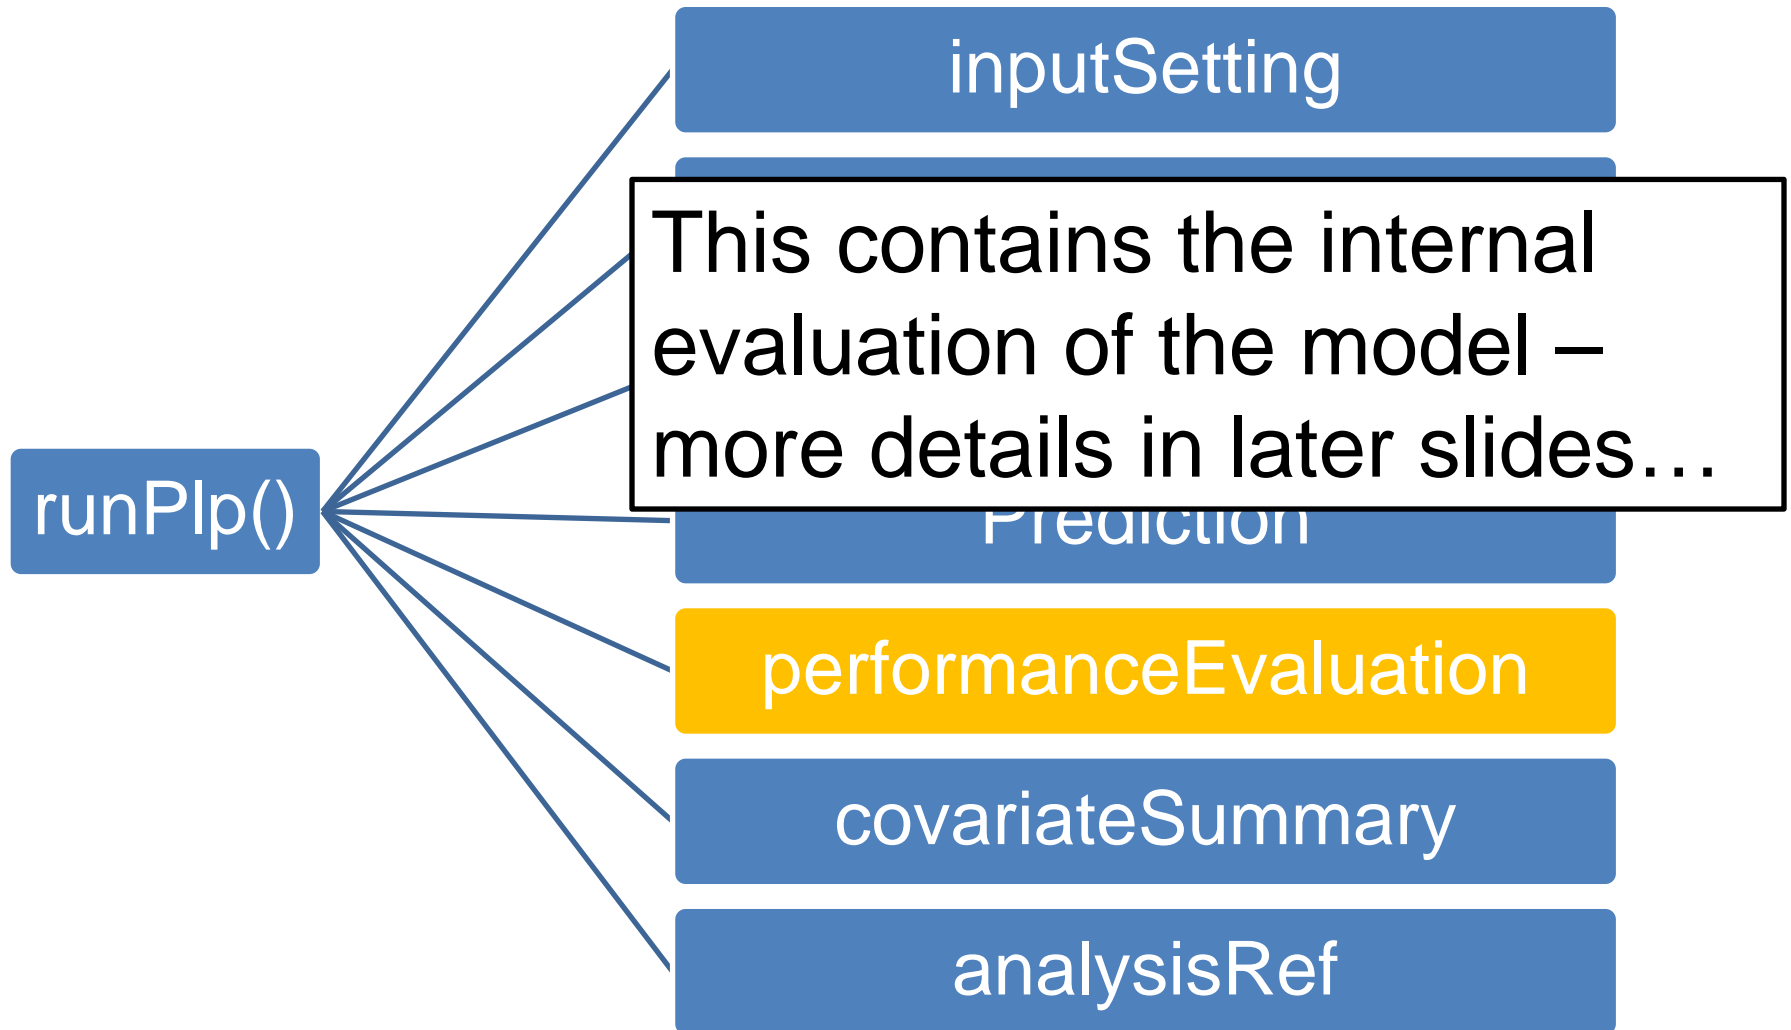 inputSetting
This contains the internal
evaluation of the model –
more details in later slides…
runPlp()
Prediction
performanceEvaluation
covariateSummary
analysisRef